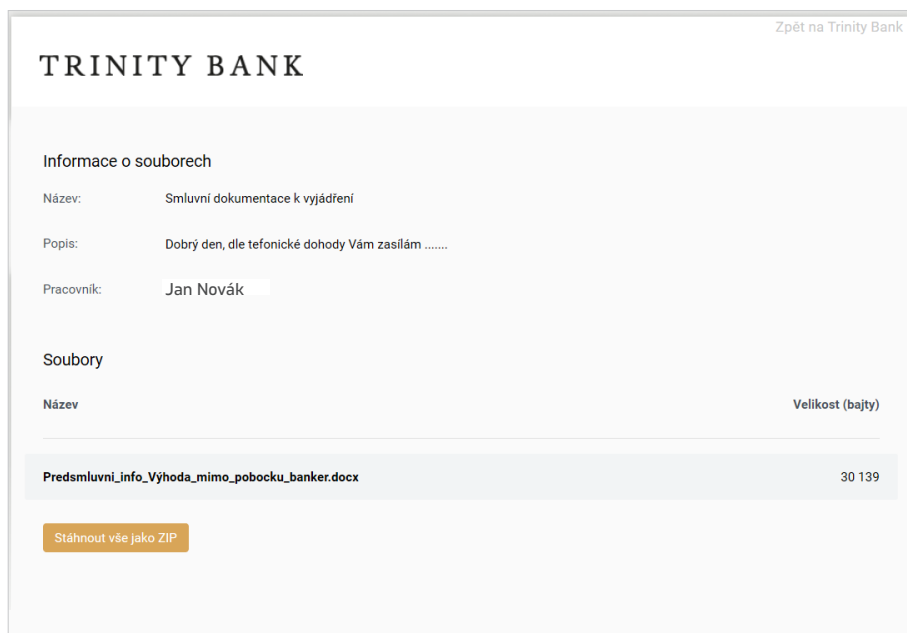 Zpět na Trinity Bank
TRINITY BANK
Informace o souborech
Název: Smluvní dokumentace k vyjádření
Popis: Dobrý den, dle tefonické dohody Vám zasílám .......
Pracovník: Jan Novák
Soubory
Název Velikost (bajty)
Predsmluvni_info_Výhoda_mimo_pobocku_banker.docx 30 139
Stáhnout vše jako ZIP